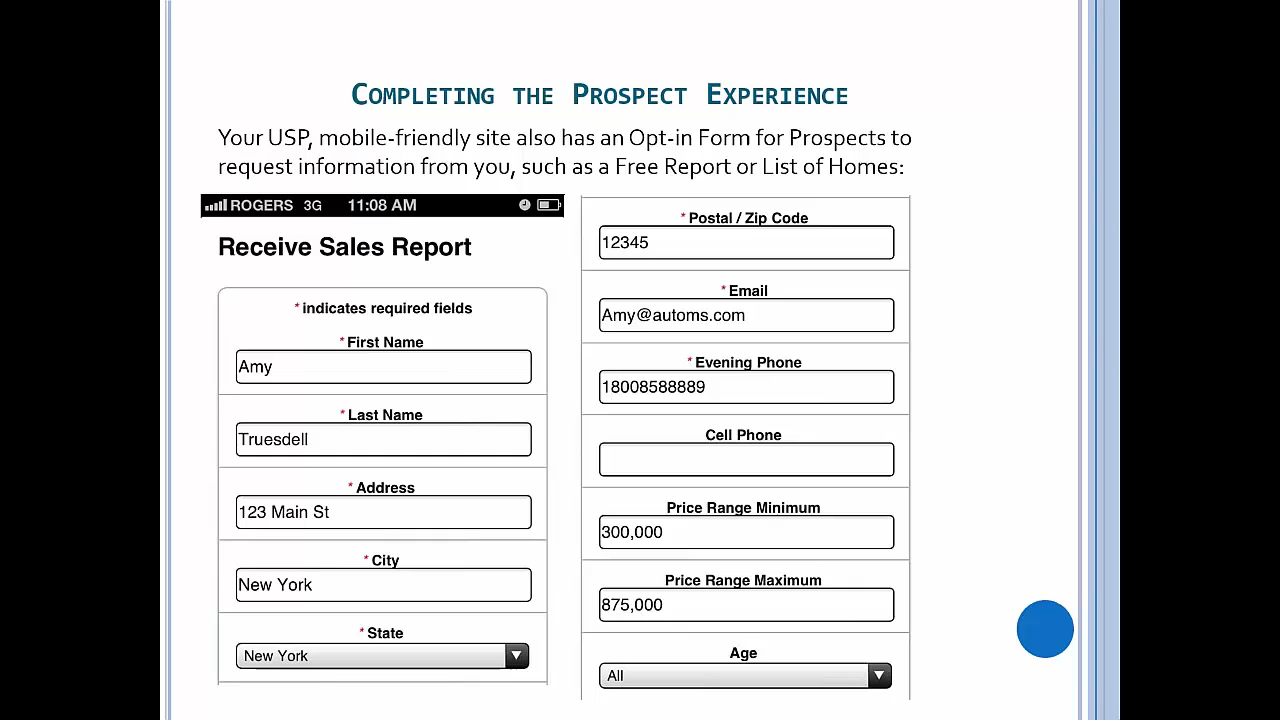 Completing the Prospect Experience
Your USP, mobile-friendly site also has an Opt-in Form for Prospects to
request information from you, such as a Free Report or List of Homes:
ROGERS 3G 11:08 AM
Receive Sales Report
* indicates required fields
* First Name
Amy
* Last Name
Truesdell
* Address
123 Main St
* City
New York
* State
New York
* Postal / Zip Code
12345
* Email
Amy@automs.com
* Evening Phone
18008588889
Cell Phone
Price Range Minimum
300,000
Price Range Maximum
875,000
Age
All